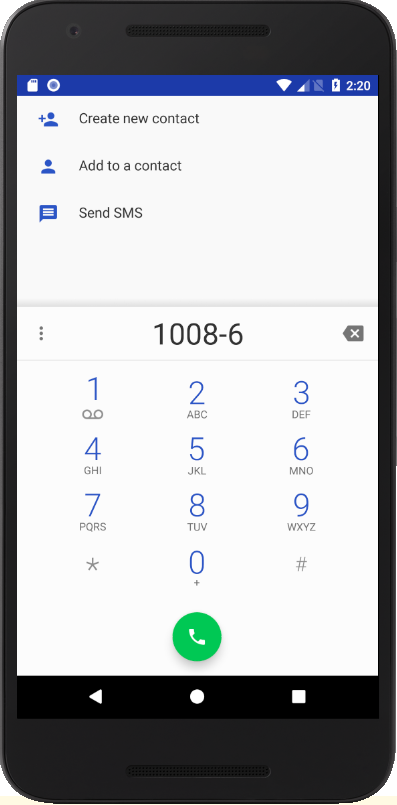 2:20
Create new contact
Add to a contact
Send SMS
1008-6
1 2 3
ABC DEF
4 5 6
GHI JKL MNO
7 8 9
PQRS TUV WXYZ
* 0 #
+